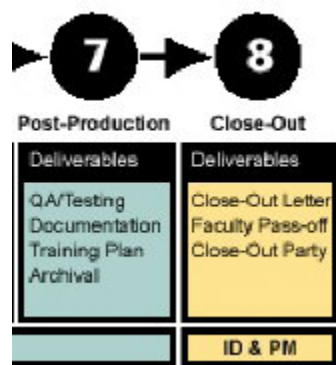 7
8
Post-Production
Close-Out
Deliverables
QA/Testing
Documentation
Training Plan
Archival
Deliverables
Close-Out Letter
Faculty Pass-off
Close-Out Party
ID & PM